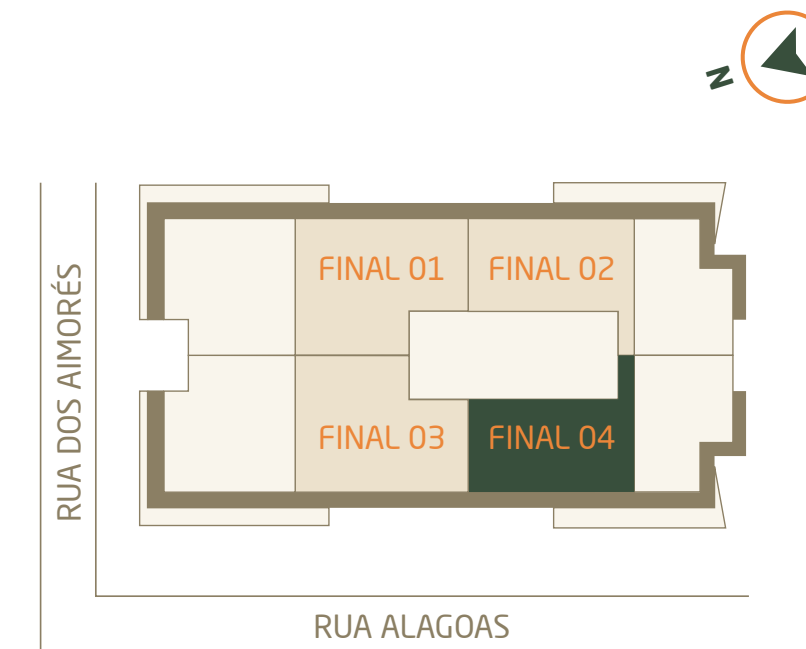 N
FINAL 01
FINAL 02
RUA DOS AIMORÉS
FINAL 03
FINAL 04
RUA ALAGOAS